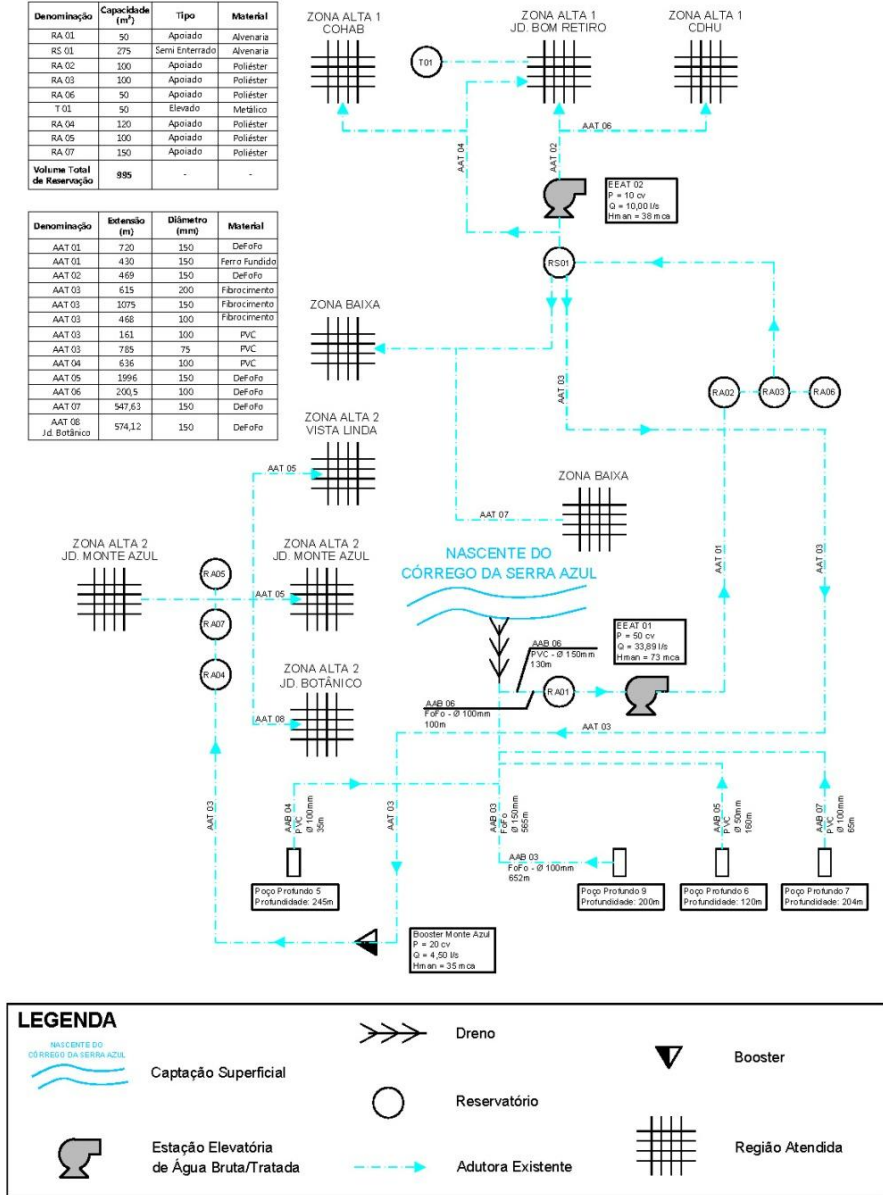 Denominação Capacidade (m³) Tipo Material
RA 01 50 Apoiado Alvenaria
RS 01 275 Semi Enterrado Alvenaria
RA 02 100 Apoiado Poliéster
RA 03 100 Apoiado Poliéster
RA 06 50 Apoiado Poliéster
T 01 50 Elevado Metálico
RA 04 120 Apoiado Poliéster
RA 05 100 Apoiado Poliéster
RA 07 150 Apoiado Poliéster
Volume Total de Reservação 995 - -
Denominação Extensão (m) Diâmetro (mm) Material
AAT 01 720 150 DeFoFo
AAT 01 430 150 Ferro Fundido
AAT 02 469 150 DeFoFo
AAT 03 615 200 Fibrocimento
AAT 03 1075 150 Fibrocimento
AAT 03 468 100 Fibrocimento
AAT 03 161 100 PVC
AAT 03 785 75 PVC
AAT 04 636 100 PVC
AAT 05 1996 150 DeFoFo
AAT 06 200,5 100 DeFoFo
AAT 07 547,63 150 DeFoFo
AAT 08 Jd. Botânico 574,12 150 DeFoFo
ZONA ALTA 1
COHAB
ZONA ALTA 1
JD. BOM RETIRO
ZONA ALTA 1
CDHU
T01
AAT 04
AAT 02
AAT 06
EEAT 02
P = 10 cv
Q = 10,00 l/s
Hman = 38 mca
RS01
ZONA BAIXA
AAT 03
RA02
RA03
RA06
ZONA ALTA 2
VISTA LINDA
AAT 05
ZONA BAIXA
AAT 07
AAT 01
AAT 03
ZONA ALTA 2
JD. MONTE AZUL
RA05
RA07
RA04
ZONA ALTA 2
JD. MONTE AZUL
AAT 05
NASCENTE DO
CÓRREGO DA SERRA AZUL
EEAT 01
P = 50 cv
Q = 33,89 l/s
Hman = 73 mca
AAB 06
PVC - Ø 150mm
130m
RA01
AAB 06
FoFo - Ø 100mm
100m
ZONA ALTA 2
JD. BOTÂNICO
AAT 08
AAT 03
AAT 03
AAB 04
PVC
Ø 100mm
35m
AAT 03
AAB 03
FoFo
Ø 150mm
565m
AAB 05
PVC
Ø 50mm
160m
AAB 07
PVC
Ø 100mm
65m
AAB 03
FoFo - Ø 100mm
652m
Poço Profundo 5
Profundidade: 245m
Poço Profundo 9
Profundidade: 200m
Poço Profundo 6
Profundidade: 120m
Poço Profundo 7
Profundidade: 204m
Booster Monte Azul
P = 20 cv
Q = 4,50 l/s
Hman = 35 mca
LEGENDA
NASCENTE DO
CÓRREGO DA SERRA AZUL
Captação Superficial
Dreno
Booster
Reservatório
Estação Elevatória
de Água Bruta/Tratada
Adutora Existente
Região Atendida